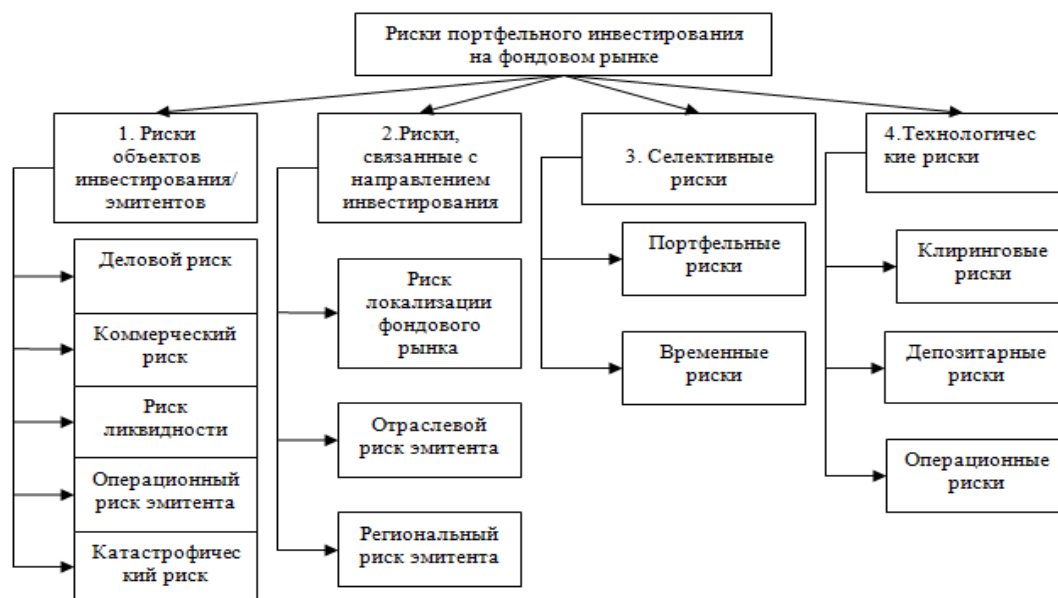 Риски портфельного инвестирования
на фондовом рынке
1. Риски
объектов
инвестирования/
эмитентов
2.Риски,
связанные с
направлением
инвестирования
3. Селективные
риски
4.Технологичес
кие риски
Деловой риск
Коммерческий
риск
Риск
ликвидности
Операционный
риск эмитента
Катастрофичес
кий риск
Риск
локализации
фондового
рынка
Отраслевой
риск эмитента
Региональный
риск эмитента
Портфельные
риски
Временные
риски
Клиринговые
риски
Депозитарные
риски
Операционные
риски